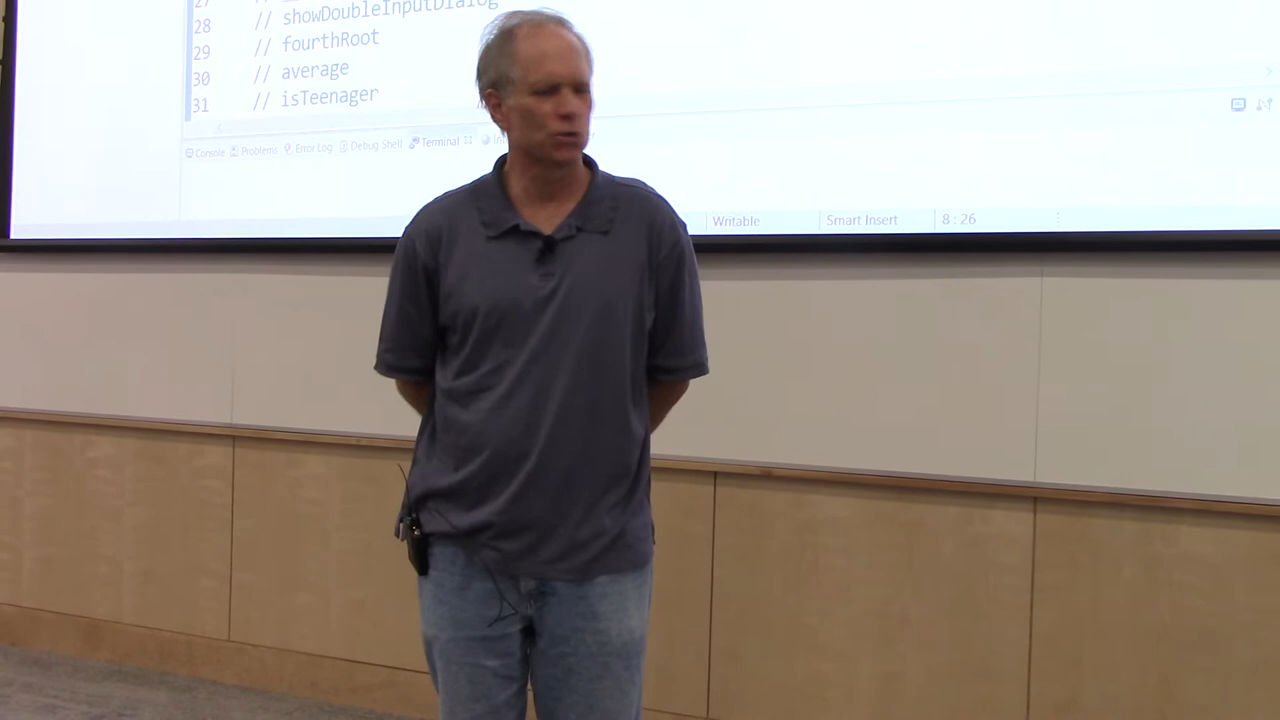 27 //
28 // showDoubleInputDialog
29 // fourthRoot
30 // average
31 // isTeenager
Console Problems Error Log Debug Shell Terminal
Writable Smart Insert 8 : 26